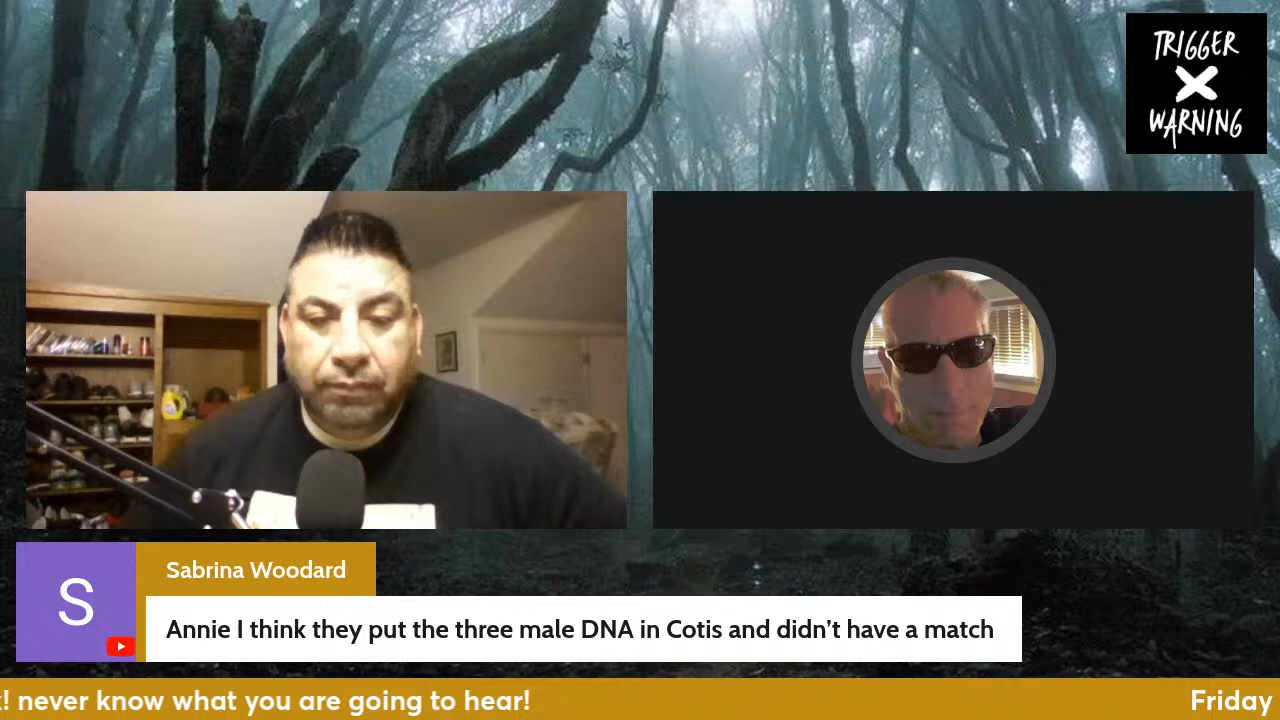 TRIGGER
WARNING
S
Sabrina Woodard
Annie I think they put the three male DNA in Cotis and didn't have a match
! never know what you are going to hear!
Friday